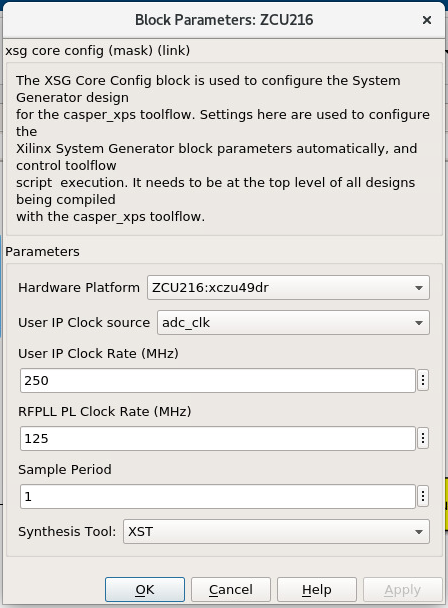 Block Parameters: ZCU216
xsg core config (mask) (link)
The XSG Core Config block is used to configure the System
Generator design
for the casper_xps toolflow. Settings here are used to configure
the
Xilinx System Generator block parameters automatically, and
control toolflow
script  execution. It needs to be at the top level of all designs
being compiled
with the casper_xps toolflow.
Parameters
Hardware Platform ZCU216:xczu49dr
User IP Clock source adc_clk
User IP Clock Rate (MHz)
250
RFPLL PL Clock Rate (MHz)
125
Sample Period
1
Synthesis Tool: XST
OK Cancel Help Apply